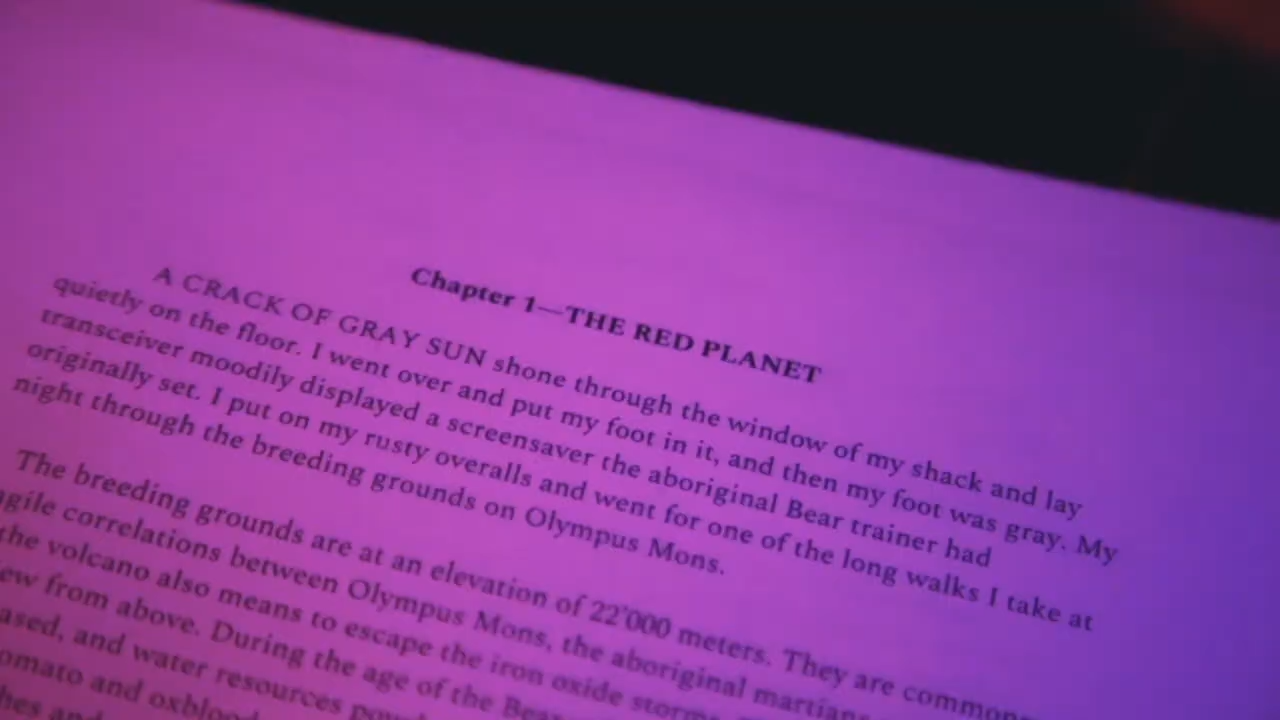 Chapter 1—THE RED PLANET
A CRACK OF GRAY SUN shone through the window of my shack and lay
quietly on the floor. I went over and put my foot in it, and then my foot was gray. My
transceiver moodily displayed a screensaver the aboriginal Bear trainer had
originally set. I put on my rusty overalls and went for one of the long walks I take at
night through the breeding grounds on Olympus Mons.
The breeding grounds are at an elevation of 22'000 meters. They are
correlations between Olympus Mons, the aboriginal martians
the volcano also means to escape the iron oxide storms
from above. During the age of the
and water resources
and oxblood
and